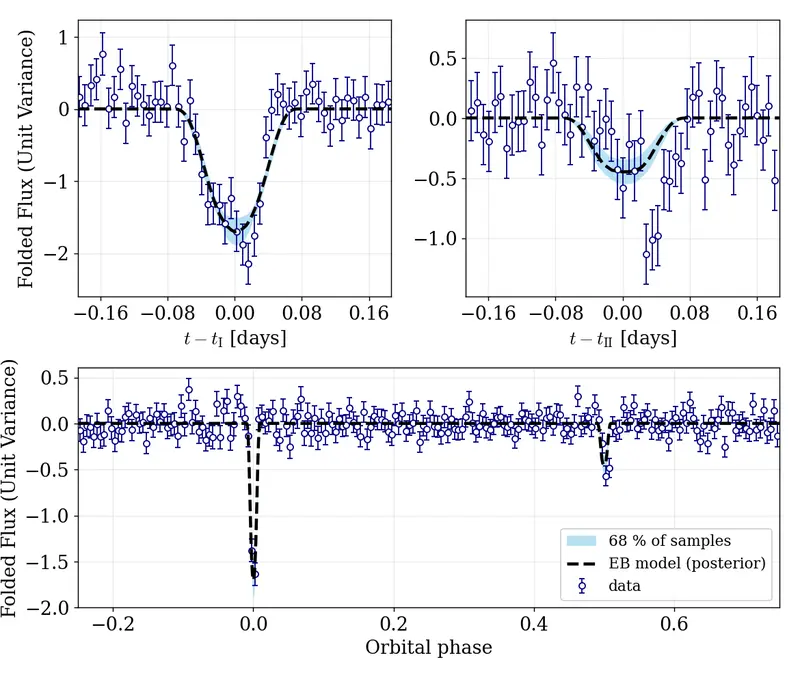 Folded Flux (Unit Variance)
1
0
−1
−2
−0.16 −0.08 0.00 0.08 0.16
t − tI [days]
0.5
0.0
−0.5
−1.0
−0.16 −0.08 0.00 0.08 0.16
t − tII [days]
Folded Flux (Unit Variance)
0.5
0.0
−0.5
−1.0
−1.5
−2.0
68 % of samples
EB model (posterior)
data
−0.2 0.0 0.2 0.4 0.6
Orbital phase